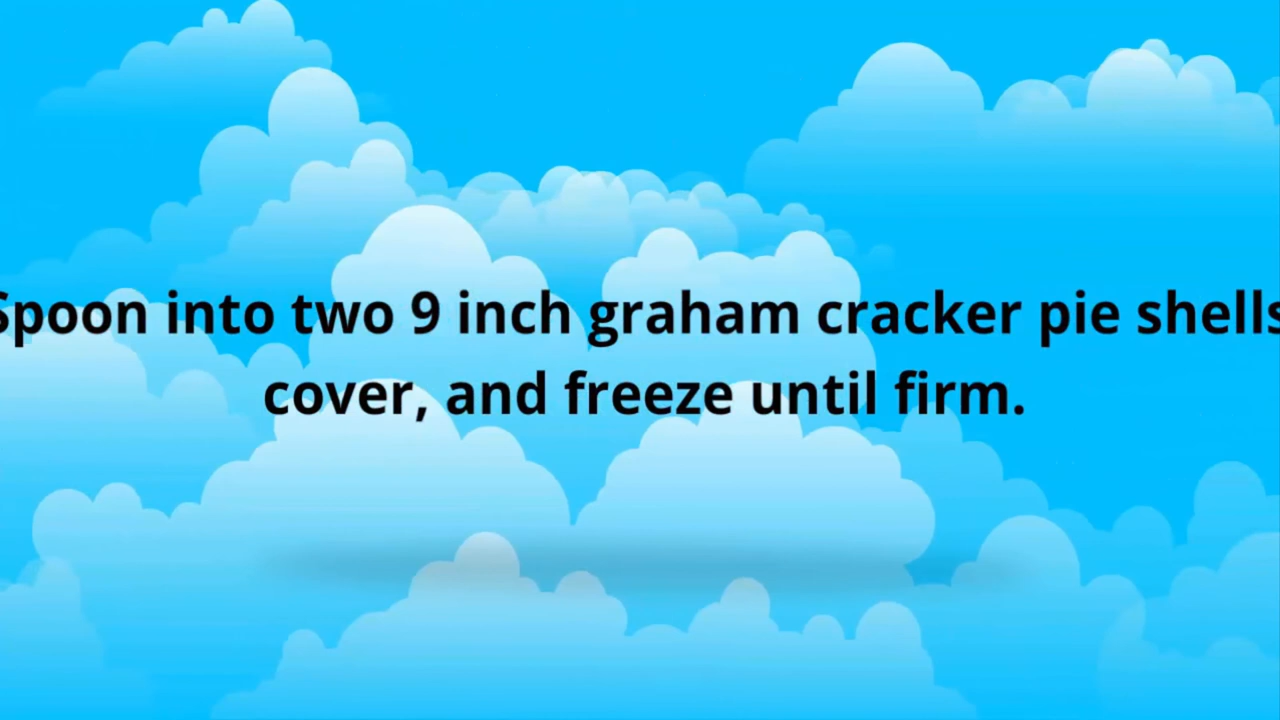 Spoon into two 9 inch graham cracker pie shells
cover, and freeze until firm.